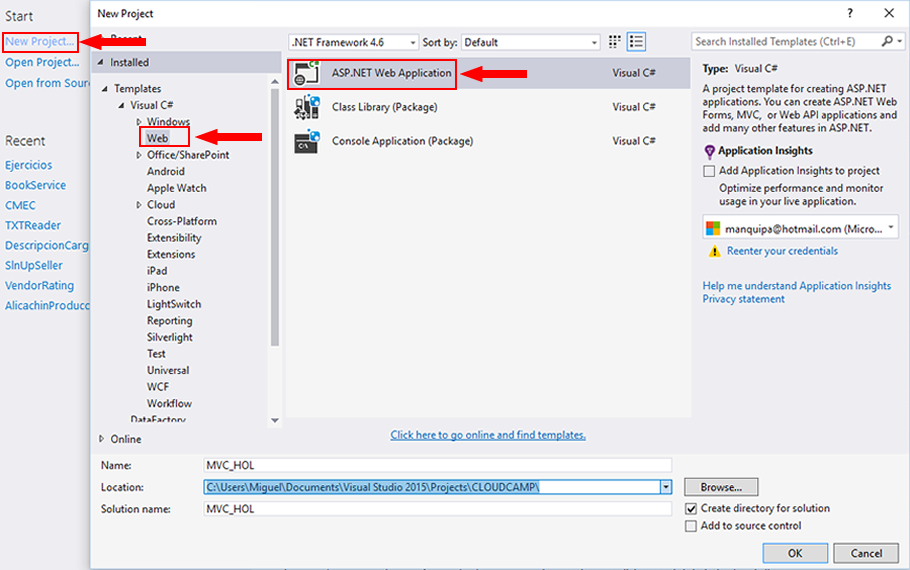 Start
New Project...
Open Project...
Open from Sour
Recent
Ejercicios
BookService
CMEC
TXTReader
DescripcionCarg
SlnUpSeller
VendorRating
AlicachinProducc
New Project
?
Recent
Installed
Templates
Visual C#
Windows
Web
Office/SharePoint
Android
Apple Watch
Cloud
Cross-Platform
Extensibility
Extensions
iPad
iPhone
LightSwitch
Reporting
Silverlight
Test
Universal
WCF
Workflow
DataFactory
Online
.NET Framework 4.6
Sort by: Default
Search Installed Templates (Ctrl+E)
ASP.NET Web Application Visual C#
Class Library (Package) Visual C#
Console Application (Package) Visual C#
Click here to go online and find templates.
Type: Visual C#
A project template for creating ASP.NET
applications. You can create ASP.NET Web
Forms, MVC, or Web API applications and
add many other features in ASP.NET.
Application Insights
Add Application Insights to project
Optimize performance and monitor
usage in your live application.
manquipa@hotmail.com (Micro...
Reenter your credentials
Help me understand Application Insights
Privacy statement
Name: MVC_HOL
Location: C:\Users\Miguel\Documents\Visual Studio 2015\Projects\CLOUDCAMP\
Browse...
Solution name: MVC_HOL
Create directory for solution
Add to source control
OK
Cancel